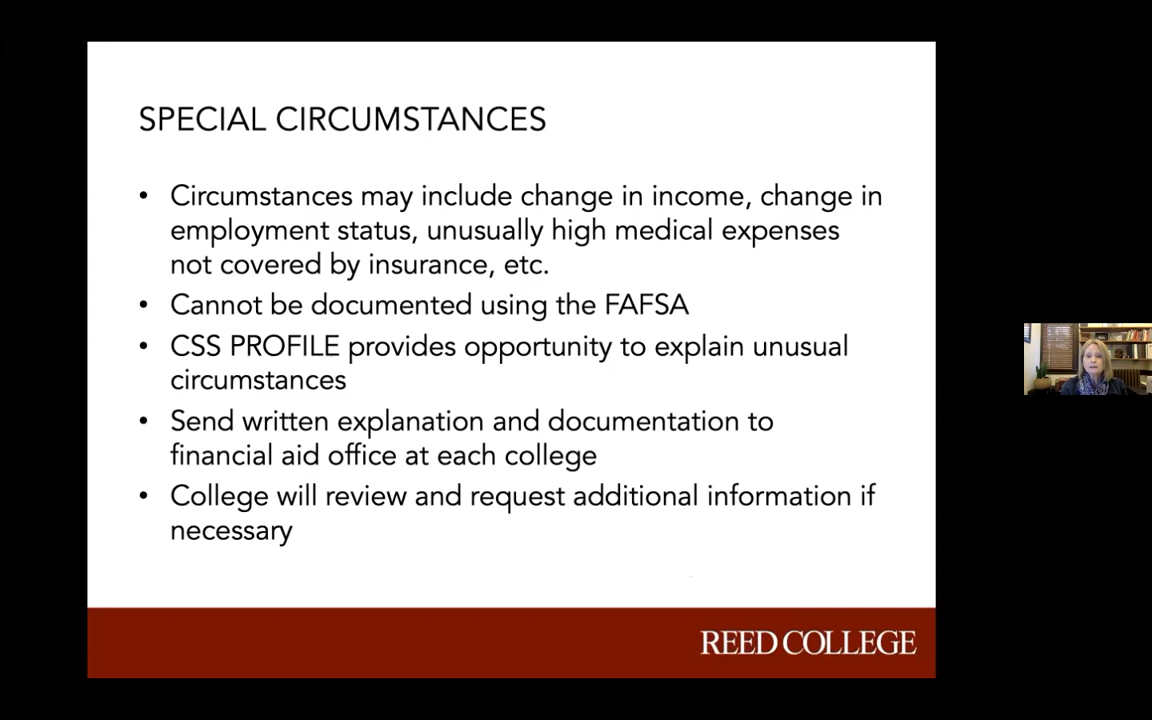 SPECIAL CIRCUMSTANCES
• Circumstances may include change in income, change in
employment status, unusually high medical expenses
not covered by insurance, etc.
• Cannot be documented using the FAFSA
• CSS PROFILE provides opportunity to explain unusual
circumstances
• Send written explanation and documentation to
financial aid office at each college
• College will review and request additional information if
necessary
REED COLLEGE